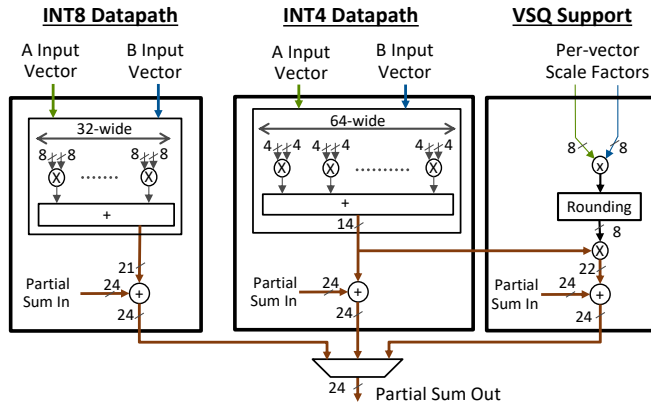 INT8 Datapath
INT4 Datapath
VSQ Support
A Input
Vector
B Input
Vector
A Input
Vector
B Input
Vector
Per-vector
Scale Factors
32-wide
8 8
8 8
X
X
+
21
Partial
Sum In
24
+
24
64-wide
4 4
4 4
4 4
X
X
X
+
14
Partial
Sum In
24
+
24
8 8
x
Rounding
8
X
22
Partial
Sum In
24
+
24
24
Partial Sum Out